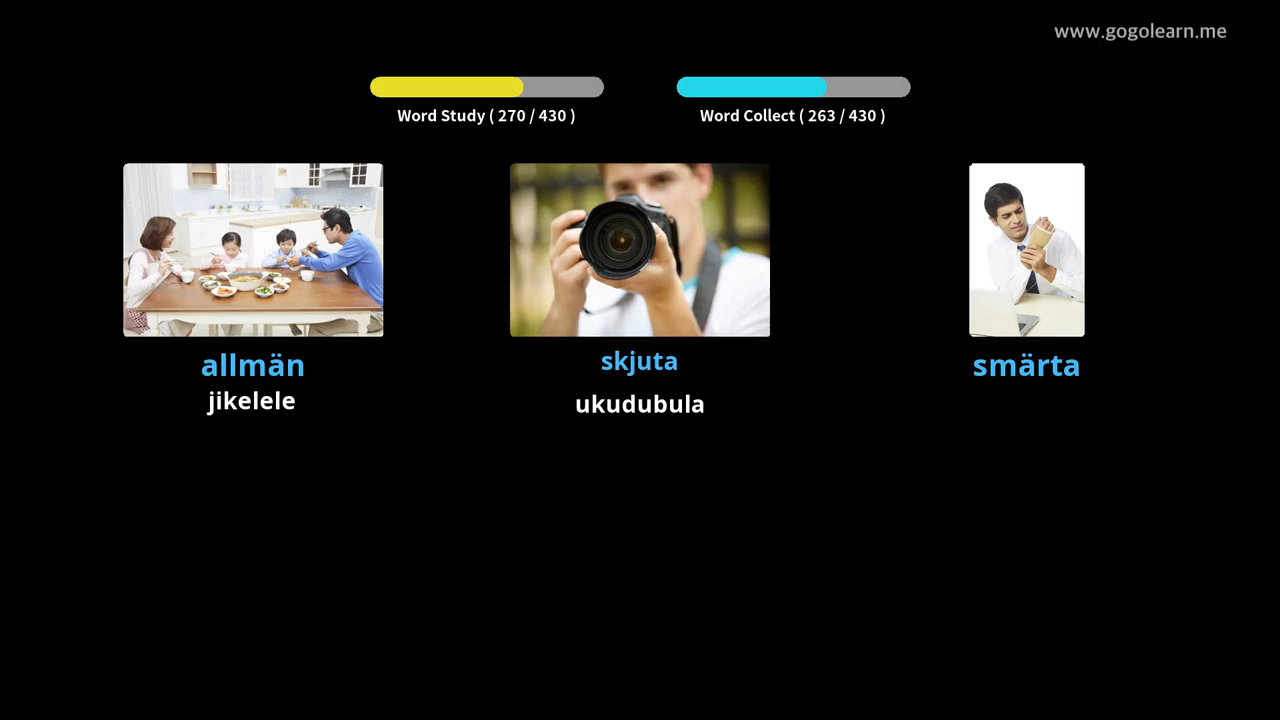 www.gogolearn.me
Word Study ( 270 / 430 )
Word Collect ( 263 / 430 )
allmän
jikelele
skjuta
ukudubula
smärta